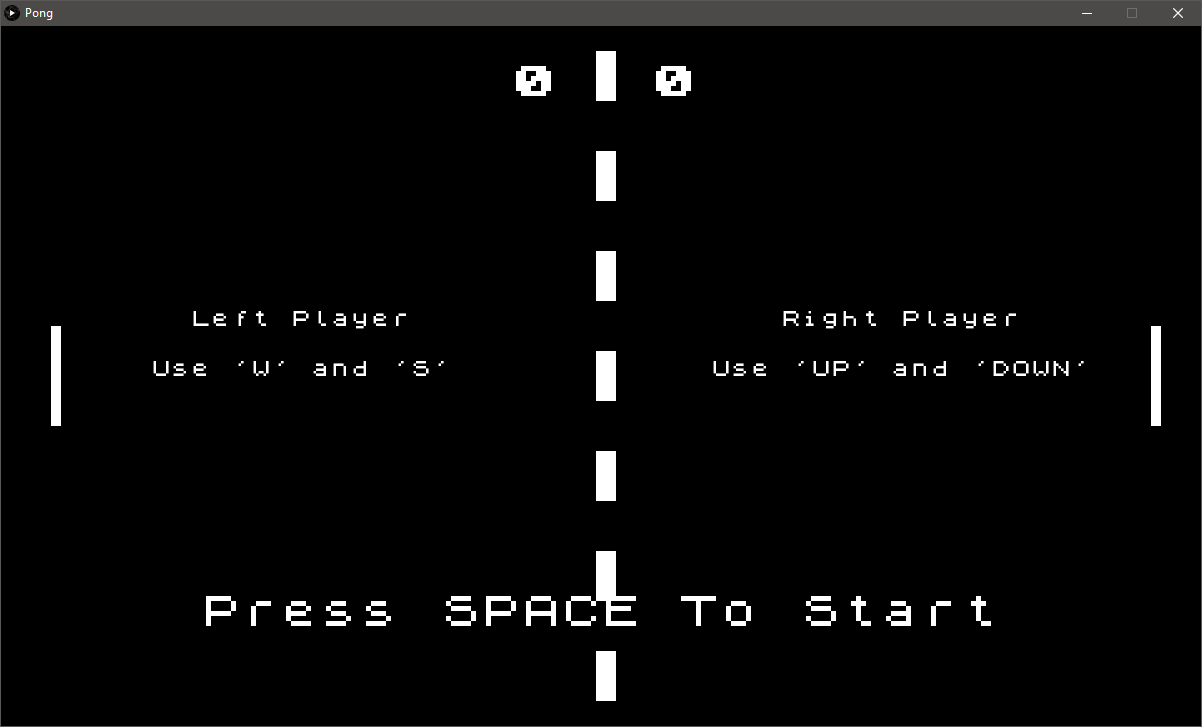 Pong
0 0
Left Player Right Player
Use 'W' and 'S' Use 'UP' and 'DOWN'
Press SPACE To Start